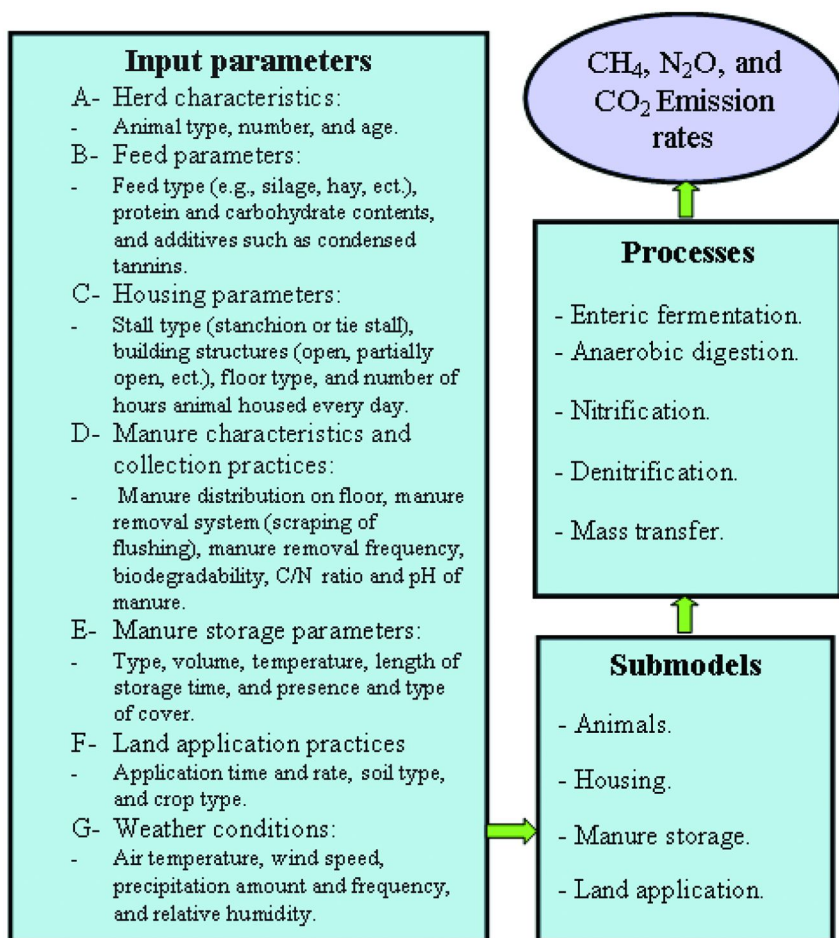 Input parameters
A- Herd characteristics:
- Animal type, number, and age.
B- Feed parameters:
- Feed type (e.g., silage, hay, ect.),
protein and carbohydrate contents,
and additives such as condensed
tannins.
C- Housing parameters:
- Stall type (stanchion or tie stall),
building structures (open, partially
open, ect.), floor type, and number of
hours animal housed every day.
D- Manure characteristics and
collection practices:
- Manure distribution on floor, manure
removal system (scraping of
flushing), manure removal frequency,
biodegradability, C/N ratio and pH of
manure.
E- Manure storage parameters:
- Type, volume, temperature, length of
storage time, and presence and type
of cover.
F- Land application practices
- Application time and rate, soil type,
and crop type.
G- Weather conditions:
- Air temperature, wind speed,
precipitation amount and frequency,
and relative humidity.
Submodels
- Animals.
- Housing.
- Manure storage.
- Land application.
Processes
- Enteric fermentation.
- Anaerobic digestion.
- Nitrification.
- Denitrification.
- Mass transfer.
CH₄, N₂O, and
CO₂ Emission
rates